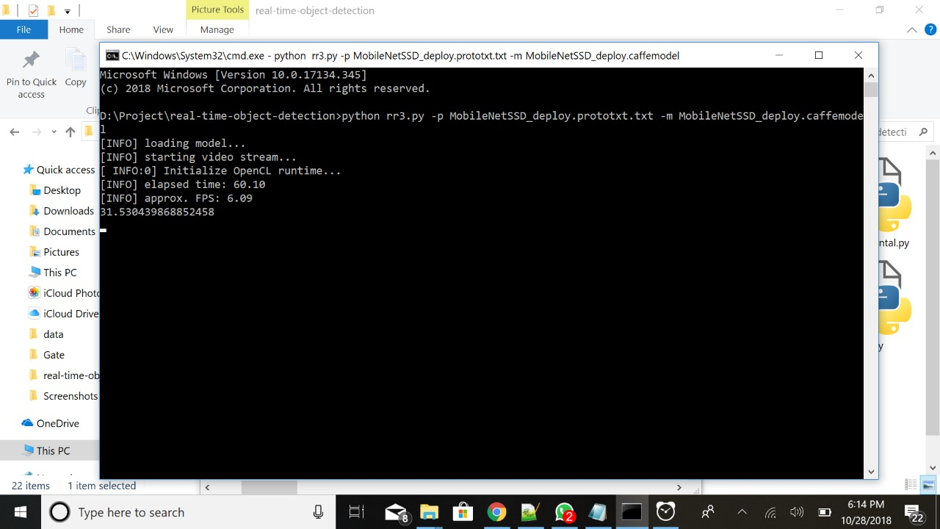 Picture Tools
real-time-object-detection
File
Home
Share
View
Manage
C:\Windows\System32\cmd.exe - python rr3.py -p MobileNetSSD_deploy.prototxt.txt -m MobileNetSSD_deploy.caffemodel
Pin to Quick
access
Copy
Microsoft Windows [Version 10.0.17134.345]
(c) 2018 Microsoft Corporation. All rights reserved.
D:\Project\real-time-object-detection>python rr3.py -p MobileNetSSD_deploy.prototxt.txt -m MobileNetSSD_deploy.caffemode
l
[INFO] loading model...
[INFO] starting video stream...
[ INFO:0] Initialize OpenCL runtime...
[INFO] elapsed time: 60.10
[INFO] approx. FPS: 6.09
31.530439868852458
Clip
detecti
Quick access
Desktop
Downloads
Documents
Pictures
This PC
iCloud Photo
iCloud Drive
data
Gate
real-time-ob
Screenshots
OneDrive
This PC
ntal.py
y
22 items
1 item selected
Type here to search
8
2
6:14 PM
10/28/2018
22